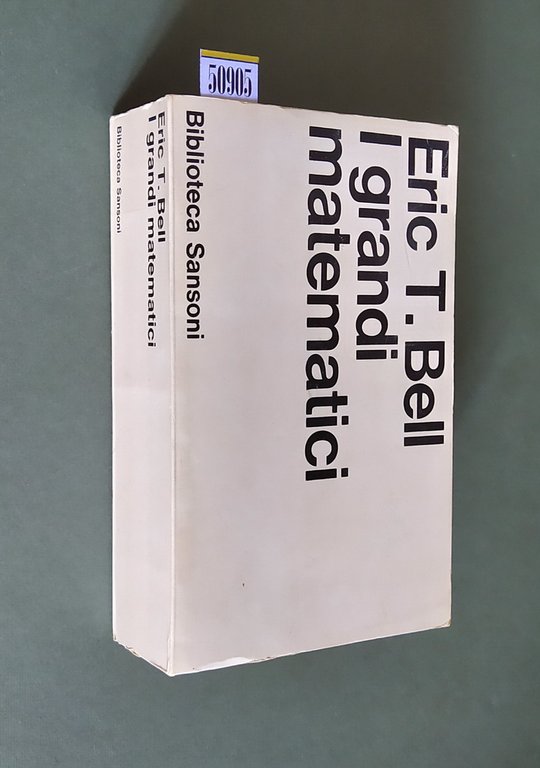 50905
Eric T. Bell
I grandi
matematici
Biblioteca Sansoni
Eric T. Bell
I grandi matematici
Biblioteca Sansoni